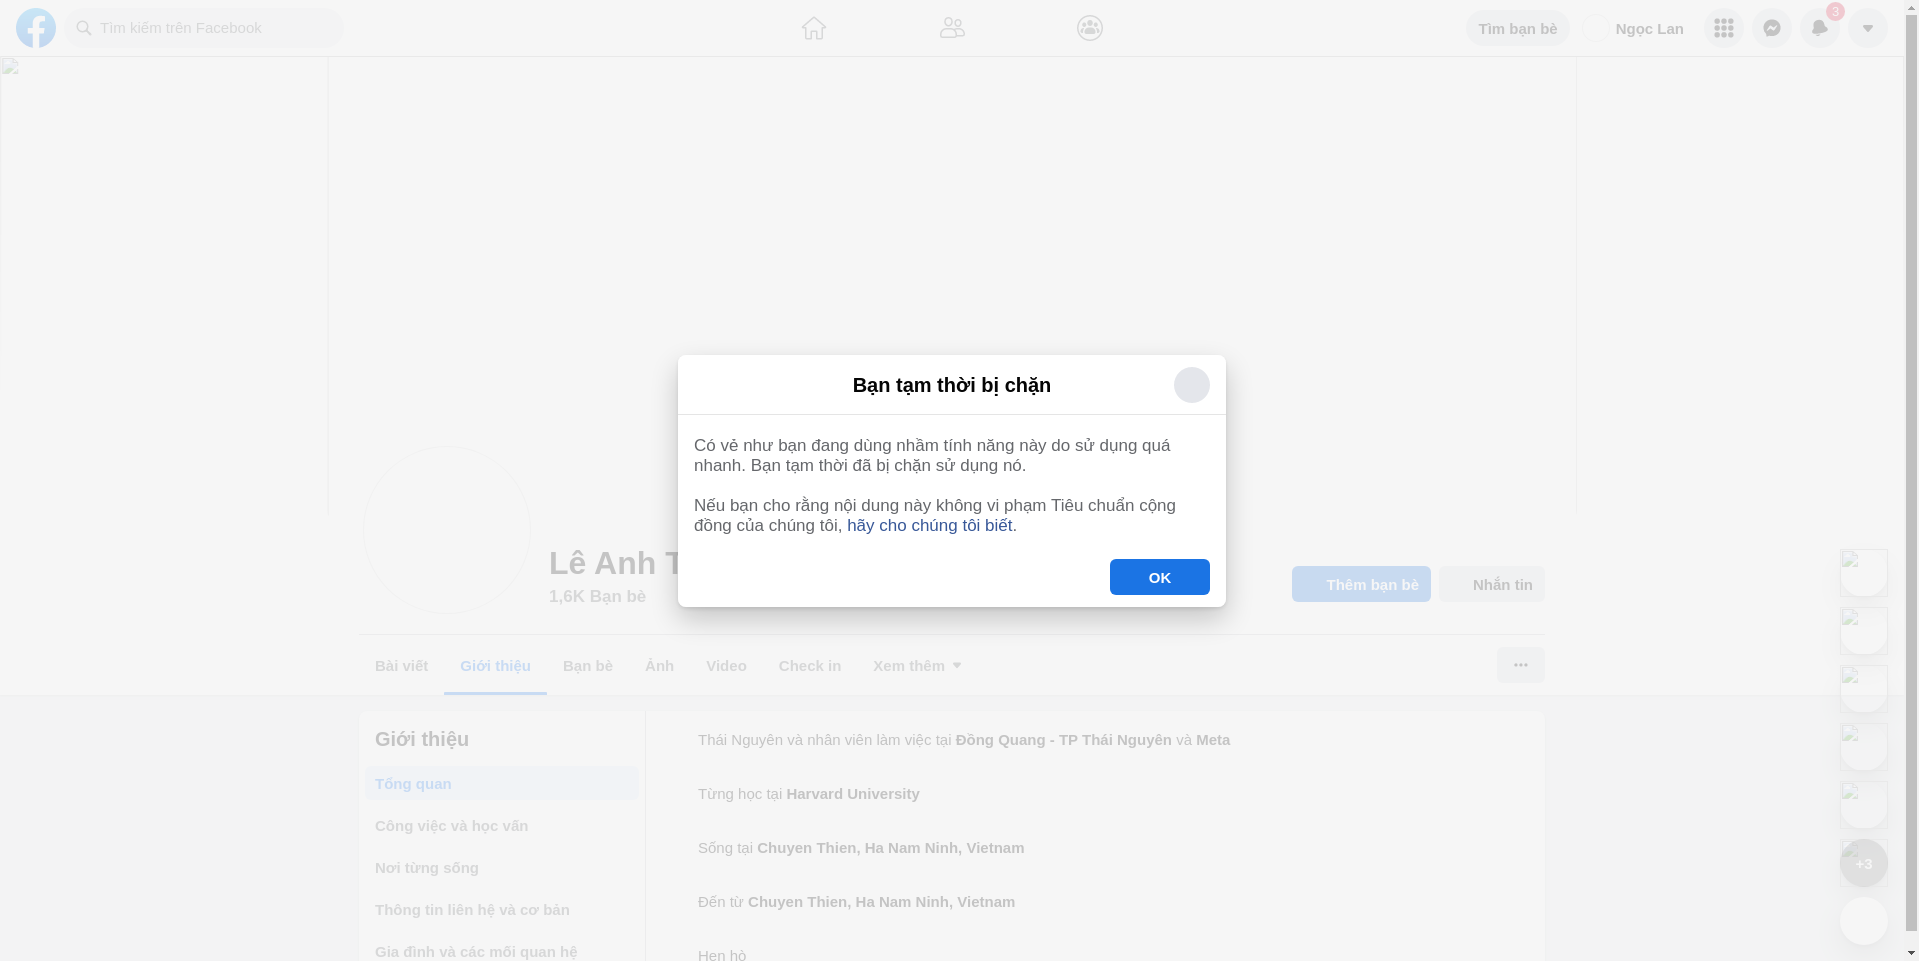 Tìm kiếm trên Facebook
Tìm bạn bè
Ngọc Lan
3
Bạn tạm thời bị chặn
Có vẻ như bạn đang dùng nhầm tính năng này do sử dụng quá
nhanh. Bạn tạm thời đã bị chặn sử dụng nó.
Nếu bạn cho rằng nội dung này không vi phạm Tiêu chuẩn cộng
đồng của chúng tôi, hãy cho chúng tôi biết.
OK
Lê Anh T
1,6K Bạn bè
Thêm bạn bè
Nhắn tin
Bài viết
Giới thiệu
Bạn bè
Ảnh
Video
Check in
Xem thêm
Giới thiệu
Tổng quan
Công việc và học vấn
Nơi từng sống
Thông tin liên hệ và cơ bản
Gia đình và các mối quan hệ
Thái Nguyên và nhân viên làm việc tại Đồng Quang - TP Thái Nguyên và Meta
Từng học tại Harvard University
Sống tại Chuyen Thien, Ha Nam Ninh, Vietnam
Đến từ Chuyen Thien, Ha Nam Ninh, Vietnam
Hẹn hò
+3